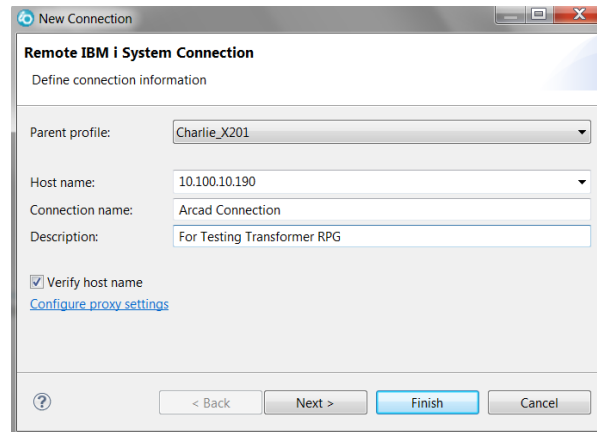 New Connection
Remote IBM i System Connection
Define connection information
Parent profile: Charlie_X201
Host name: 10.100.10.190
Connection name: Arcad Connection
Description: For Testing Transformer RPG
Verify host name
Configure proxy settings
? < Back Next > Finish Cancel